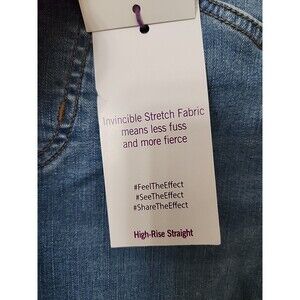 Invincible Stretch Fabric
means less fuss
and more fierce
#FeelTheEffect
#SeeTheEffect
#ShareTheEffect
High-Rise Straight